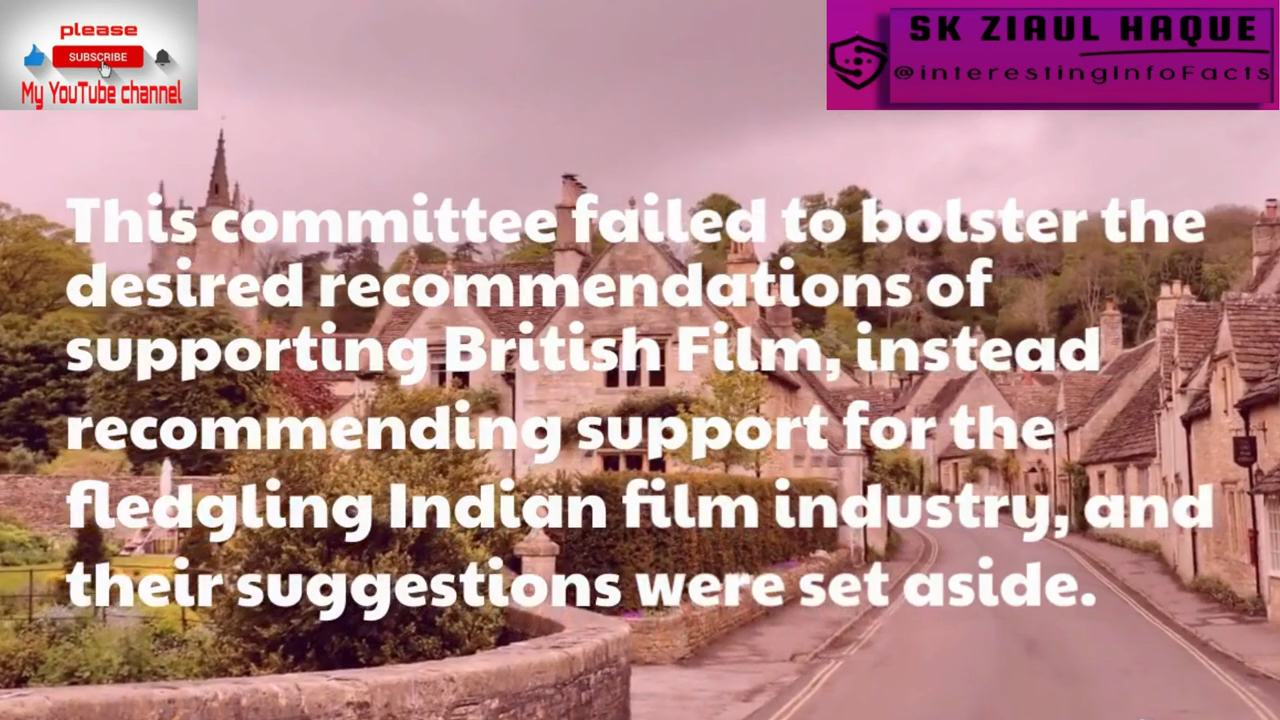 please
SUBSCRIBE
My YouTube channel
SK ZIAUL HAQUE
@interestingInfoFacts
This committee failed to bolster the
desired recommendations of
supporting British Film, instead
recommending support for the
fledgling Indian film industry, and
their suggestions were set aside.